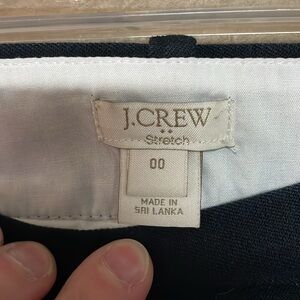 J.CREW
Stretch
00
MADE IN
SRI LANKA